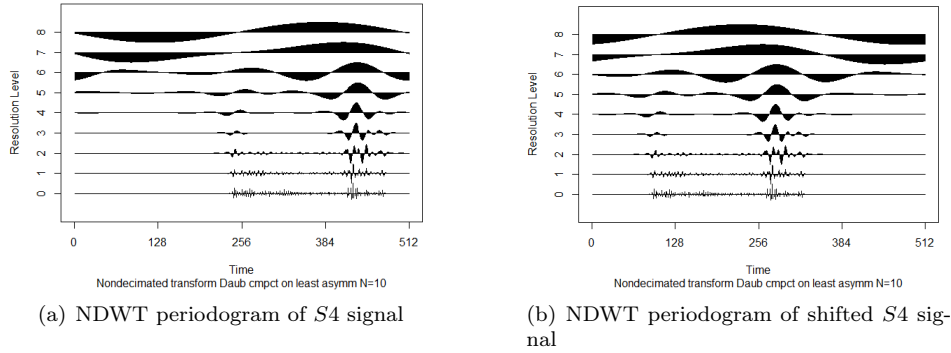 Resolution Level
8
7
6
5
4
3
2
1
0
0 128 256 384 512
Time
Nondecimated transform Daub cmpct on least asymm N=10
(a) NDWT periodogram of S4 signal
Resolution Level
8
7
6
5
4
3
2
1
0
0 128 256 384 512
Time
Nondecimated transform Daub cmpct on least asymm N=10
(b) NDWT periodogram of shifted S4 sig-
nal